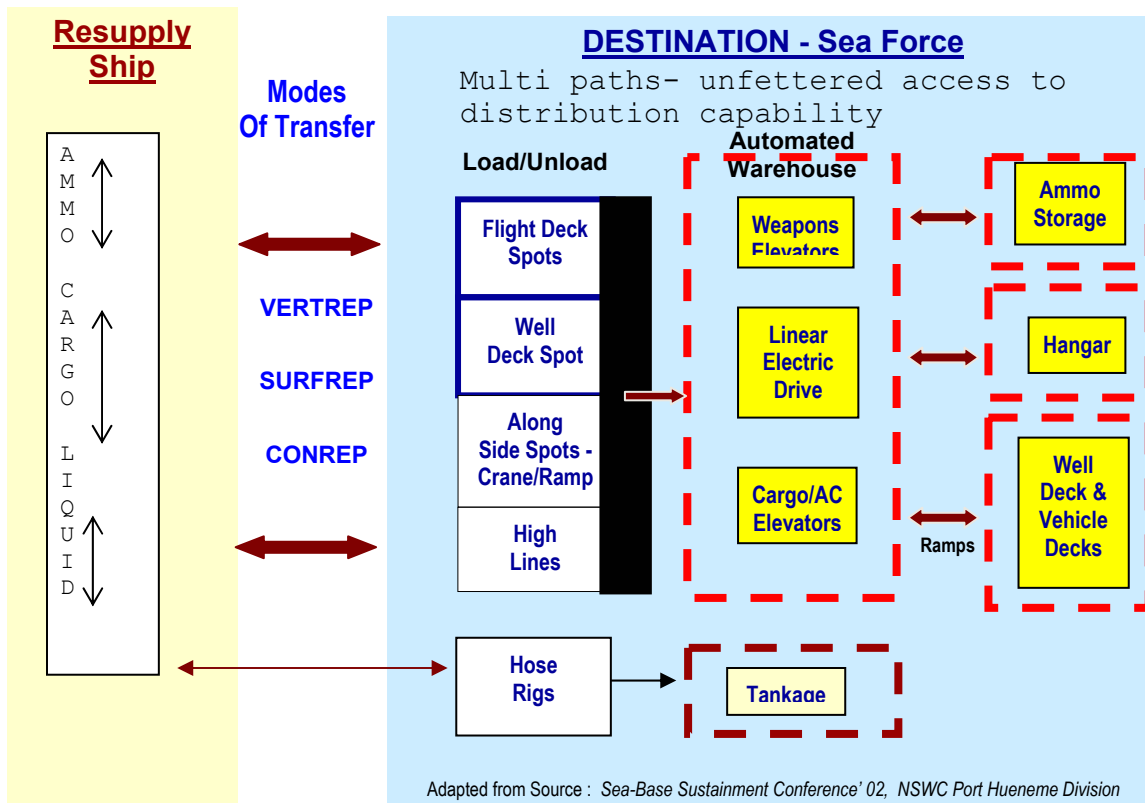 Resupply
Ship
AMMO
CARGO
LIQUID
Modes
Of Transfer
VERTREP
SURFREP
CONREP
DESTINATION - Sea Force
Multi paths- unfettered access to
distribution capability
Load/Unload
Flight Deck
Spots
Well
Deck Spot
Along
Side Spots -
Crane/Ramp
High
Lines
Hose
Rigs
Automated
Warehouse
Weapons
Elevators
Linear
Electric
Drive
Cargo/AC
Elevators
Tankage
Ammo
Storage
Hangar
Ramps
Well
Deck &
Vehicle
Decks
Adapted from Source : Sea-Base Sustainment Conference' 02, NSWC Port Hueneme Division